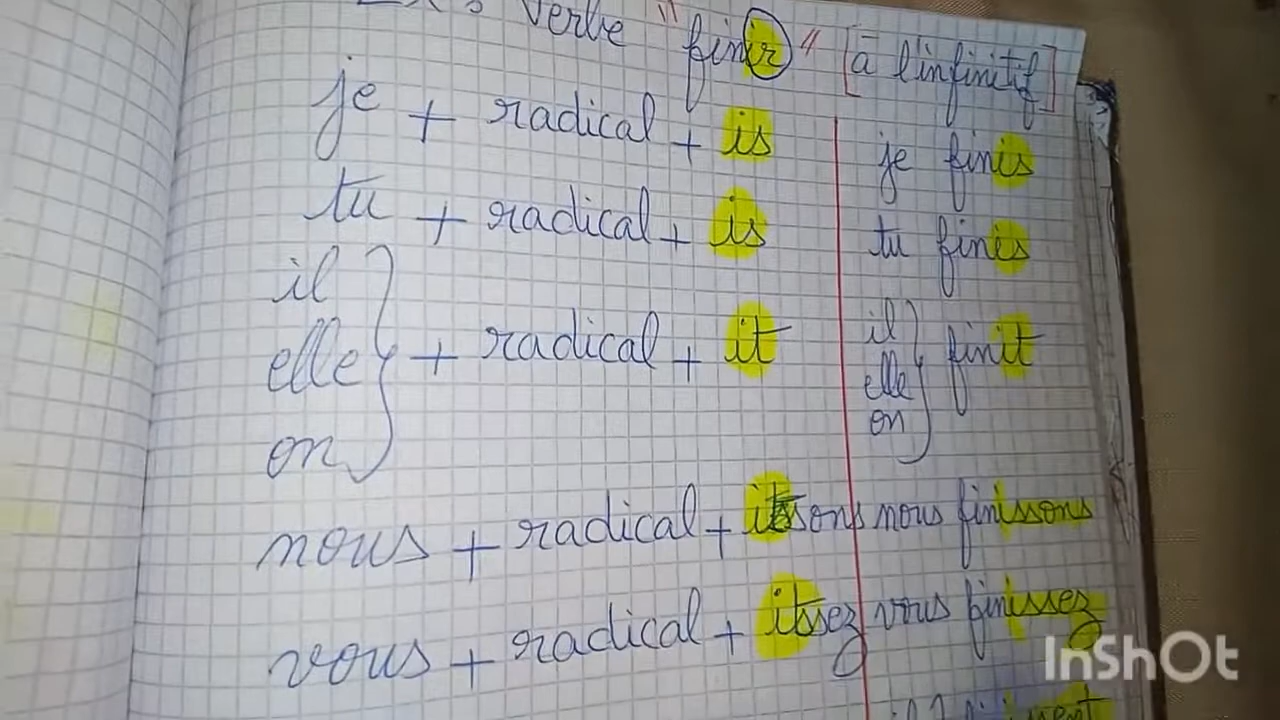 Verbe "finir" [à l'infinitif]
je + radical + is je finis
tu + radical + is tu finis
il
elle } + radical + it
on
il
elle } finit
on
nous + radical + issons nous finissons
vous + radical + issez vous finissez
InShOt